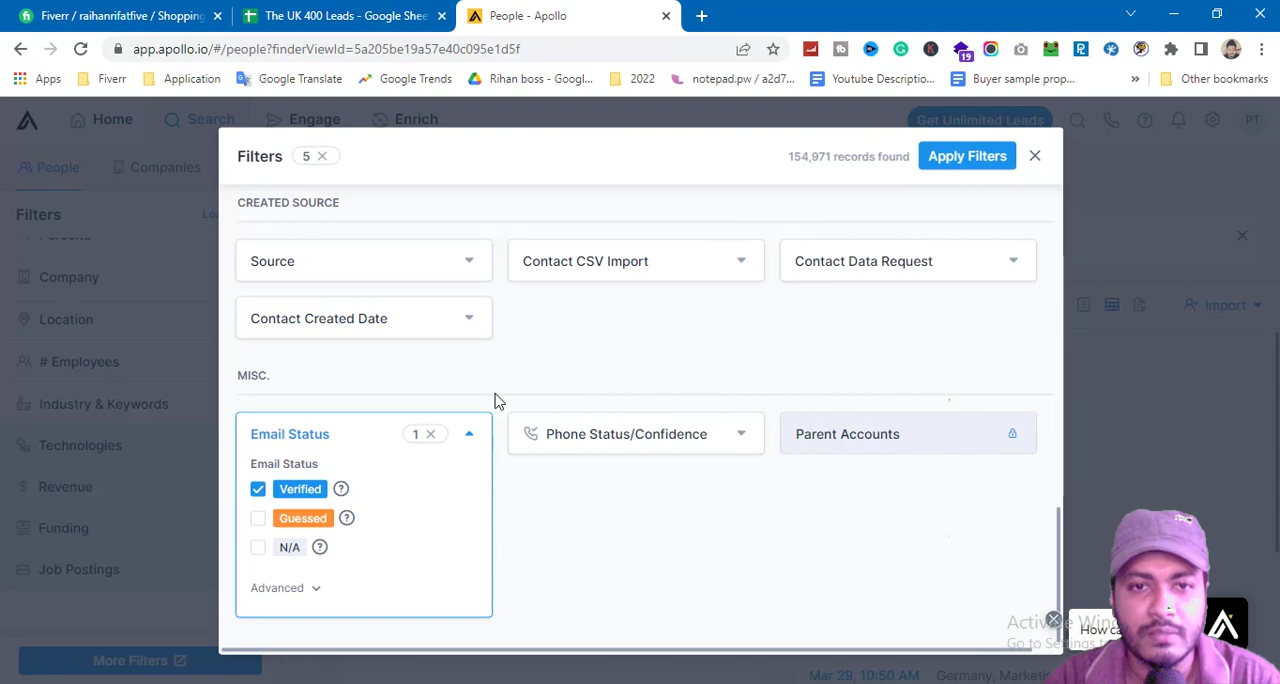 Fiverr / raihanrifatfive / Shopping
The UK 400 Leads - Google Shee
People - Apollo
app.apollo.io/#/people?finderViewId=5a205be19a57e40c095e1d5f
19
Apps
Fiverr
Application
Google Translate
Google Trends
Rihan boss - Googl...
2022
notepad.pw / a2d7...
Youtube Descriptio...
Buyer sample prop...
»
Other bookmarks
Home
Search
Engage
Enrich
Get Unlimited Leads
PT
People
Companies
Filters 5
154,971 records found
Apply Filters
Filters
Lo
Company
Location
# Employees
Industry & Keywords
Technologies
Revenue
Funding
Job Postings
More Filters
CREATED SOURCE
Source
Contact CSV Import
Contact Data Request
Contact Created Date
Import
MISC.
Email Status 1
Phone Status/Confidence
Parent Accounts
Email Status
Verified
Guessed
N/A
Advanced
Activate Win
Go to Settings t
How ca
Mar 29, 10:50 AM
Germany, Marketin